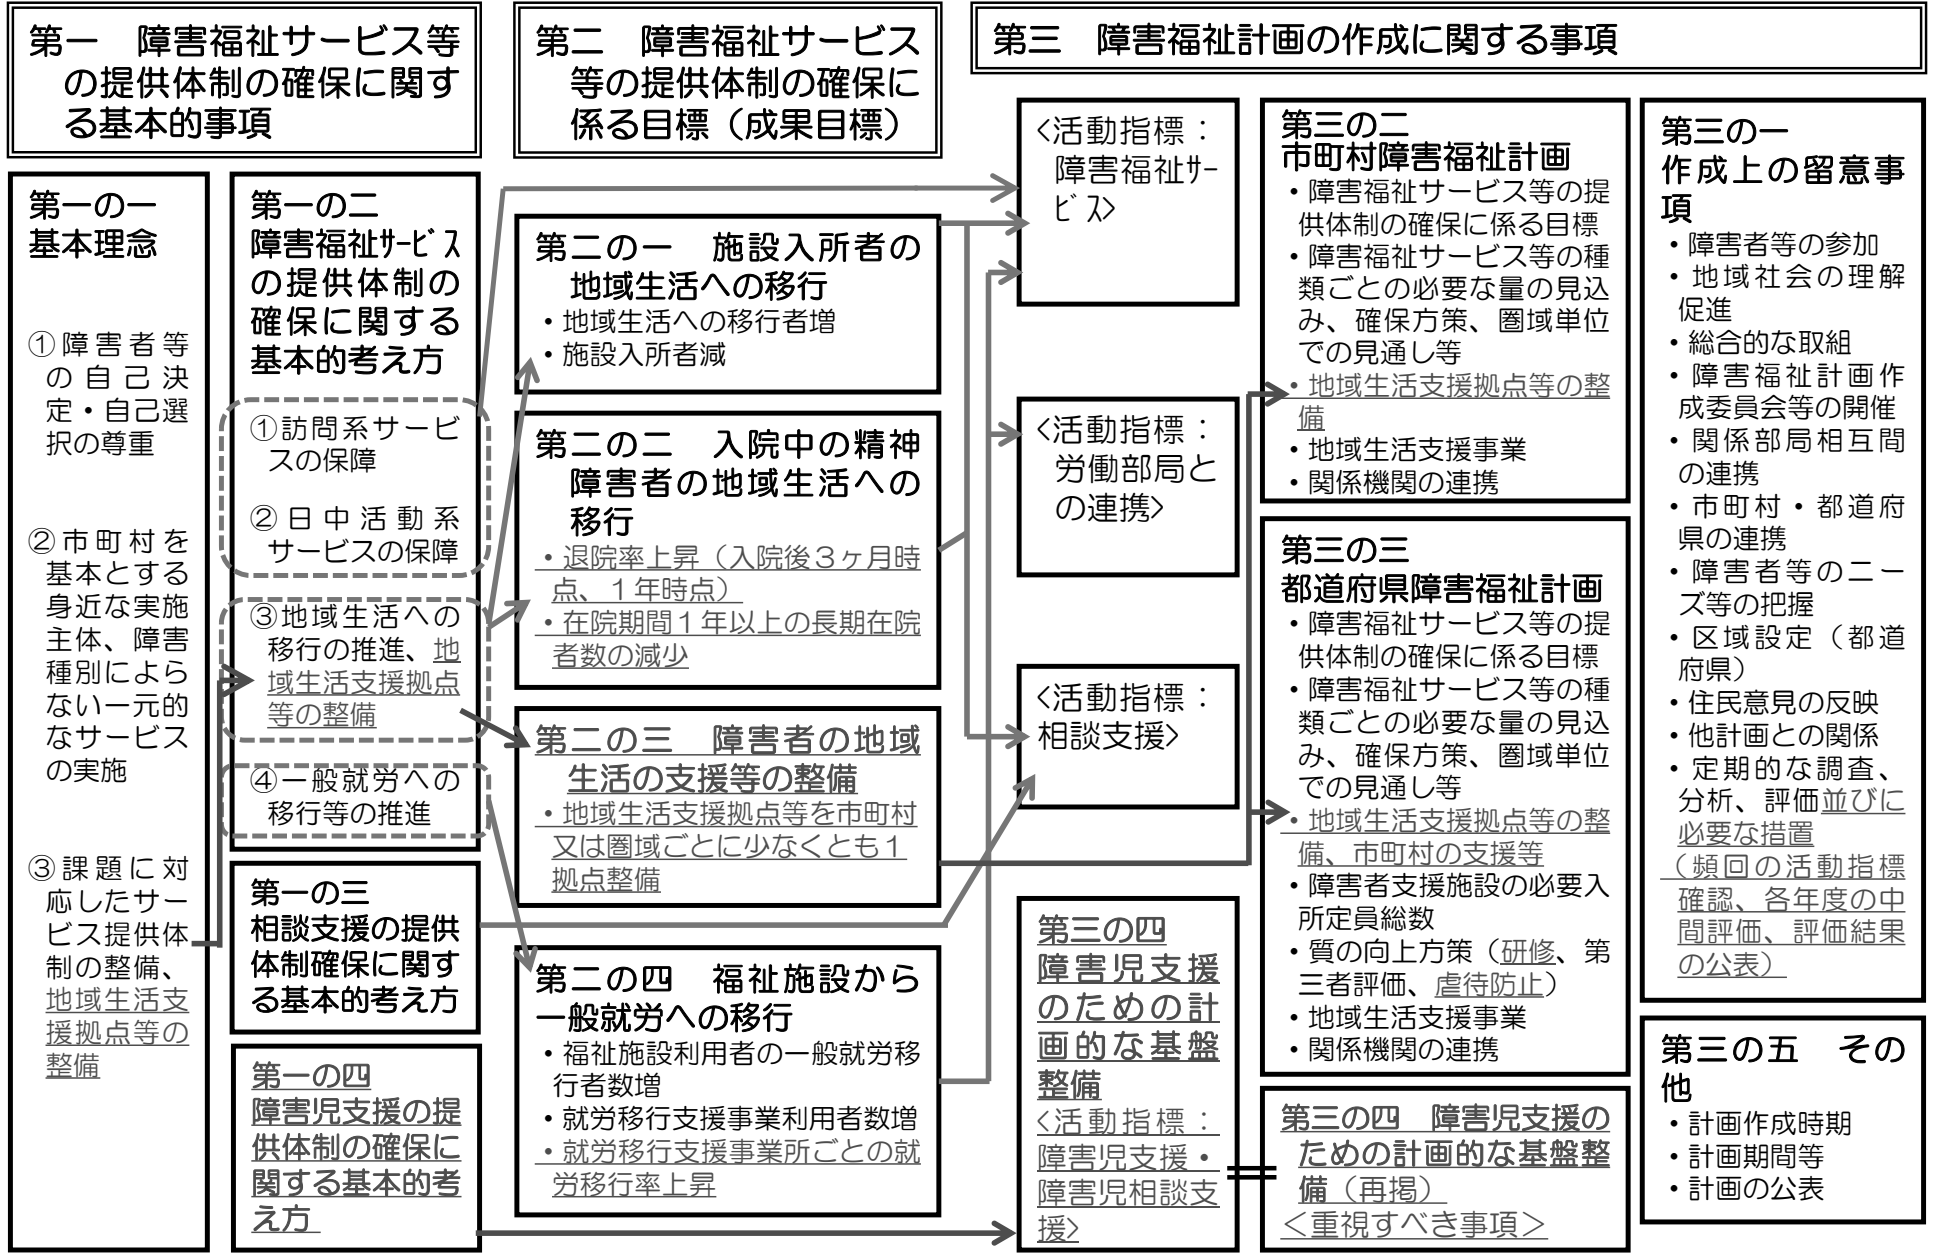 第一　障害福祉サービス等
の提供体制の確保に関す
る基本的事項
第一の一
基本理念
①障害者等
の自己決
定・自己選
択の尊重
②市町村を
基本とする
身近な実施
主体、障害
種別によら
ない一元的
なサービス
の実施
③課題に対
応したサー
ビス提供体
制の整備、
地域生活支
援拠点等の
整備
第一の二
障害福祉ｻｰﾋﾞｽ
の提供体制の
確保に関する
基本的考え方
①訪問系サービ
スの保障
②日中活動系
サービスの保障
③地域生活への
移行の推進、地
域生活支援拠点
等の整備
④一般就労への
移行等の推進
第一の三
相談支援の提供
体制確保に関す
る基本的考え方
第一の四
障害児支援の提
供体制の確保に
関する基本的考
え方
第二　障害福祉サービス
等の提供体制の確保に
係る目標（成果目標）
第二の一　施設入所者の
地域生活への移行
・地域生活への移行者増
・施設入所者減
第二の二　入院中の精神
障害者の地域生活への
移行
・退院率上昇（入院後３ヶ月時
点、１年時点）
・在院期間１年以上の長期在院
者数の減少
第二の三　障害者の地域
生活の支援等の整備
・地域生活支援拠点等を市町村
又は圏域ごとに少なくとも１
拠点整備
第二の四　福祉施設から
一般就労への移行
・福祉施設利用者の一般就労移
行者数増
・就労移行支援事業利用者数増
・就労移行支援事業所ごとの就
労移行率上昇
第三　障害福祉計画の作成に関する事項
<活動指標：
障害福祉ｻｰ
ﾋﾞｽ>
<活動指標：
労働部局と
の連携>
<活動指標：
相談支援>
第三の四
障害児支援
のための計
画的な基盤
整備
<活動指標：
障害児支援・
障害児相談支
援>
第三の二
市町村障害福祉計画
・障害福祉サービス等の提
供体制の確保に係る目標
・障害福祉サービス等の種
類ごとの必要な量の見込
み、確保方策、圏域単位
での見通し等
・地域生活支援拠点等の整
備
・地域生活支援事業
・関係機関の連携
第三の三
都道府県障害福祉計画
・障害福祉サービス等の提
供体制の確保に係る目標
・障害福祉サービス等の種
類ごとの必要な量の見込
み、確保方策、圏域単位
での見通し等
・地域生活支援拠点等の整
備、市町村の支援等
・障害者支援施設の必要入
所定員総数
・質の向上方策（研修、第
三者評価、虐待防止）
・地域生活支援事業
・関係機関の連携
第三の四　障害児支援の
ための計画的な基盤整
備（再掲）
＜重視すべき事項＞
第三の一
作成上の留意事
項
・障害者等の参加
・地域社会の理解
促進
・総合的な取組
・障害福祉計画作
成委員会等の開催
・関係部局相互間
の連携
・市町村・都道府
県の連携
・障害者等のニー
ズ等の把握
・区域設定（都道
府県）
・住民意見の反映
・他計画との関係
・定期的な調査、
分析、評価並びに
必要な措置
（頻回の活動指標
確認、各年度の中
間評価、評価結果
の公表）
第三の五　その
他
・計画作成時期
・計画期間等
・計画の公表